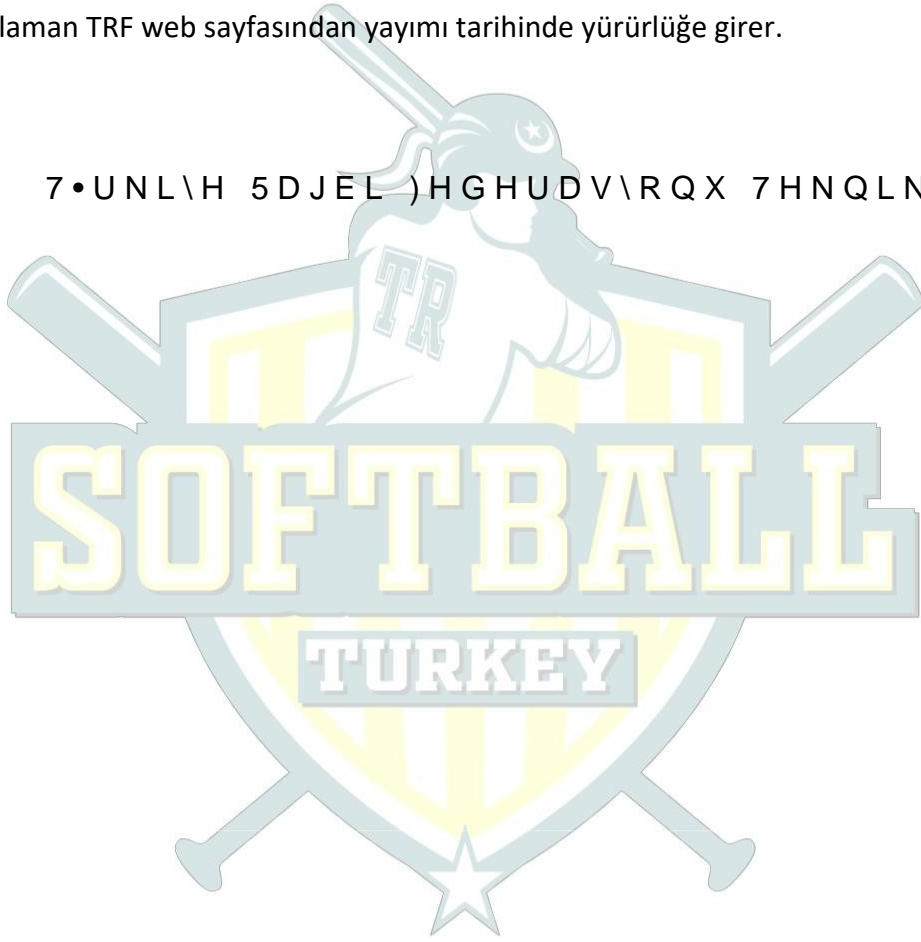 laman TRF web sayfasından yayımı tarihinde yürürlüğe girer.
7•UNL\H 5DJEL )HGHUDV\RQX 7HNQLN
TR
SOFTBALL
TURKEY